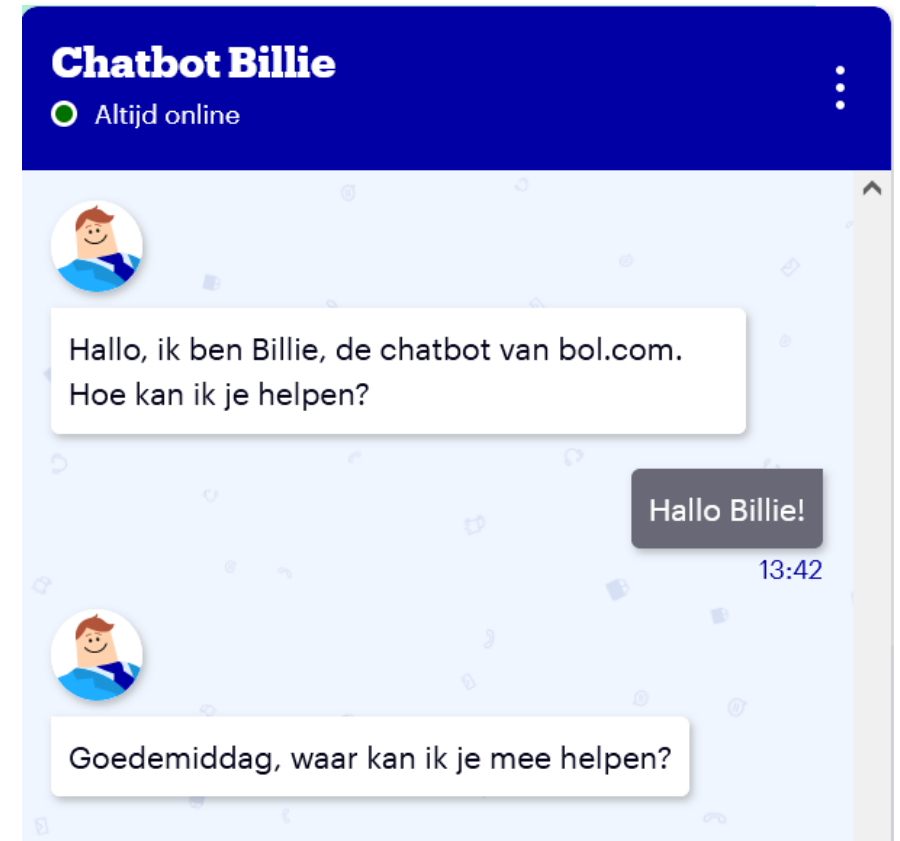 Chatbot Billie
Altijd online
Hallo, ik ben Billie, de chatbot van bol.com.
Hoe kan ik je helpen?
Hallo Billie!
13:42
Goedemiddag, waar kan ik je mee helpen?